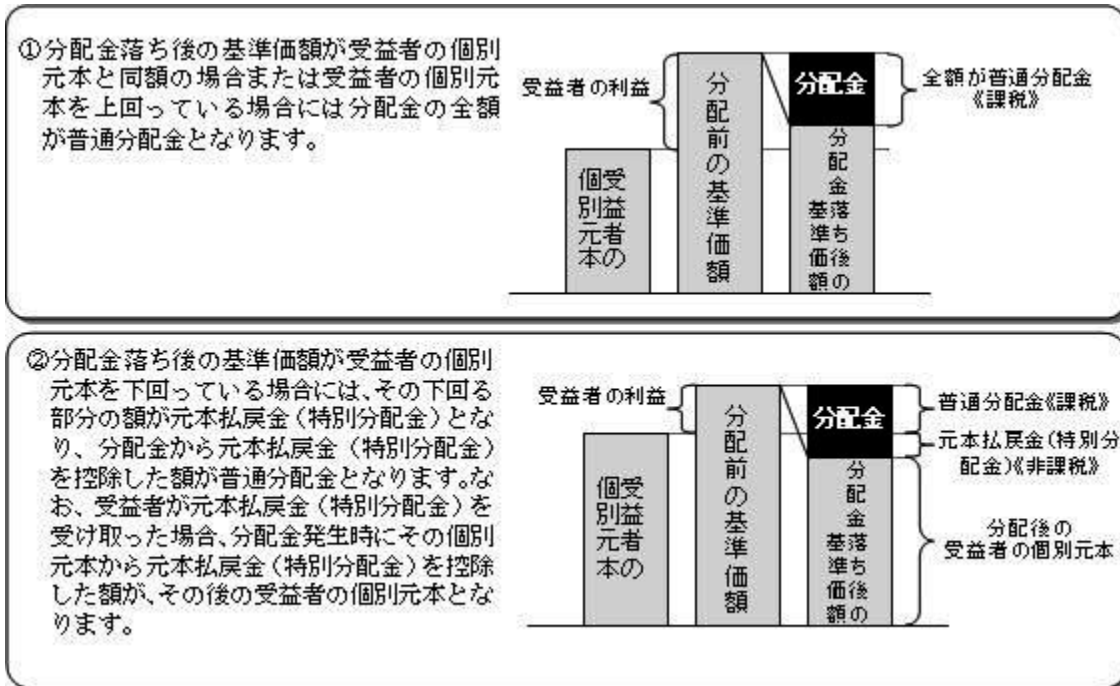 ①分配金落ち後の基準価額が受益者の個別
元本と同額の場合または受益者の個別元
本を上回っている場合には分配金の全額
が普通分配金となります。
受益者の利益
受益者の
個別元本
分配前の基準価額
分配金
分配金落ち後の
基準価額
全額が普通分配金
《課税》
②分配金落ち後の基準価額が受益者の個別
元本を下回っている場合には、その下回る
部分の額が元本払戻金(特別分配金)とな
り、分配金から元本払戻金(特別分配金)
を控除した額が普通分配金となります。な
お、受益者が元本払戻金(特別分配金)を
受け取った場合、分配金発生時にその個別
元本から元本払戻金(特別分配金)を控除
した額が、その後の受益者の個別元本とな
ります。
受益者の利益
受益者の
個別元本
分配前の基準価額
分配金
分配金落ち後の
基準価額
普通分配金《課税》
元本払戻金(特別分
配金)《非課税》
分配後の
受益者の個別元本